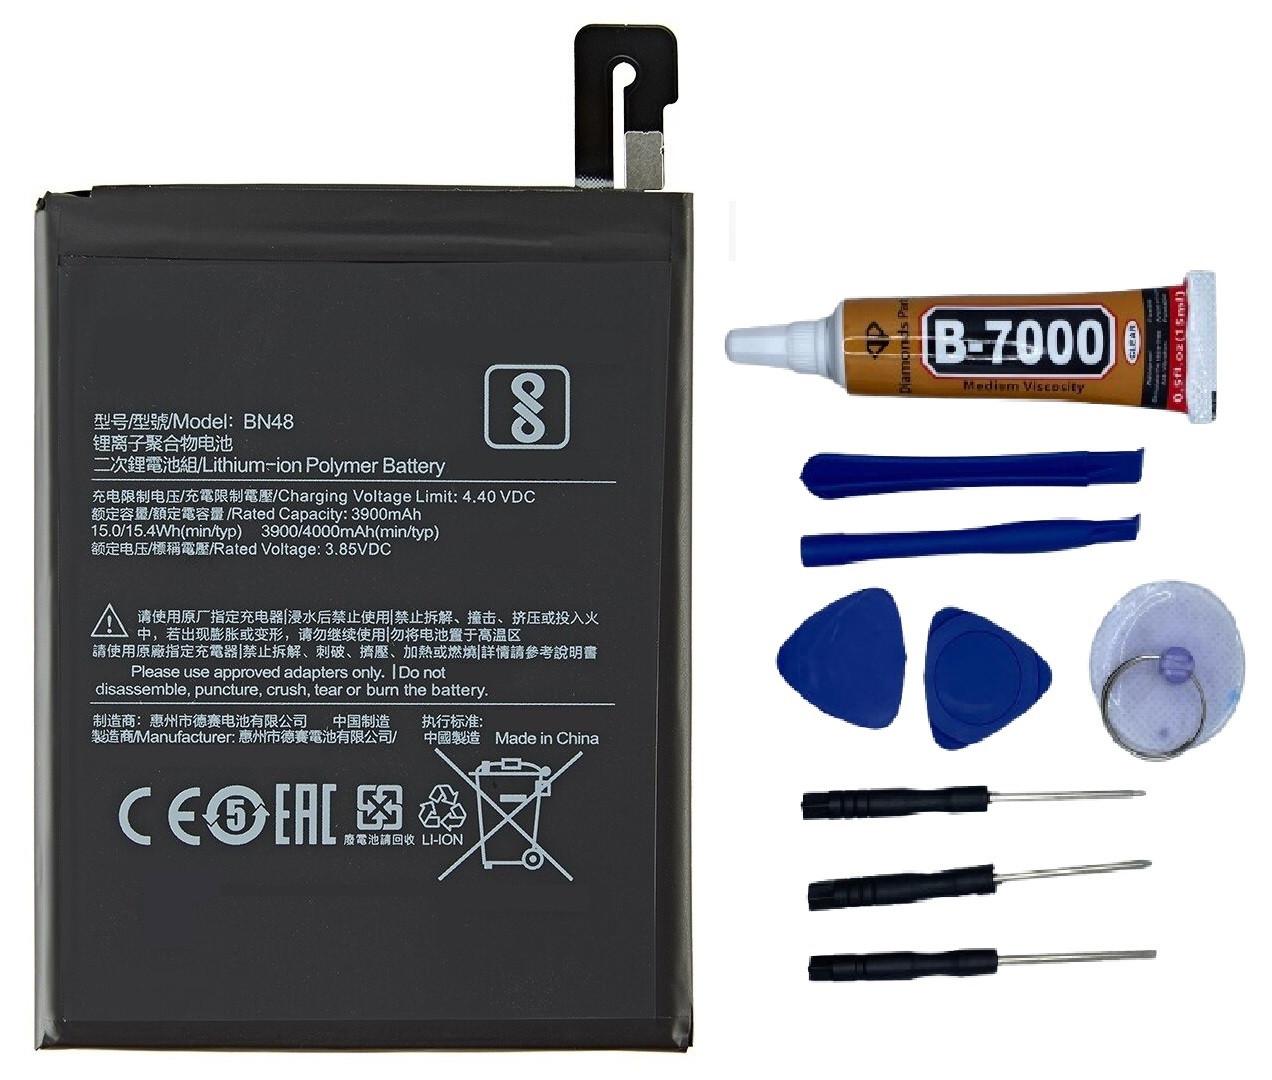 型号/型號/Model: BN48
锂离子聚合物电池
二次鋰電池組/Lithium-ion Polymer Battery
充电限制电压/充電限制電壓/Charging Voltage Limit: 4.40 VDC
额定容量/額定電容量/Rated Capacity: 3900mAh
15.0/15.4Wh(min/typ) 3900/4000mAh(min/typ)
额定电压/標稱電壓/Rated Voltage: 3.85VDC
请使用原厂指定充电器|浸水后禁止使用|禁止拆解、撞击、挤压或投入火
中，若出现膨胀或变形，请勿继续使用|勿将电池置于高温区
請使用原廠指定充電器|禁止拆解、刺破、擠壓、加熱或燃燒|詳情請參考說明書
Please use approved adapters only. |Do not
disassemble, puncture, crush, tear or burn the battery.
制造商: 惠州市德赛电池有限公司 中国制造 执行标准:
製造商/Manufacturer: 惠州市德賽電池有限公司/ 中國製造 Made in China
CE 5 EAC
廢電池請回收 LI-ION
Diamonds Part
B-7000
CLEAR
Medium Viscosity
0.5fl.oz(15ml)